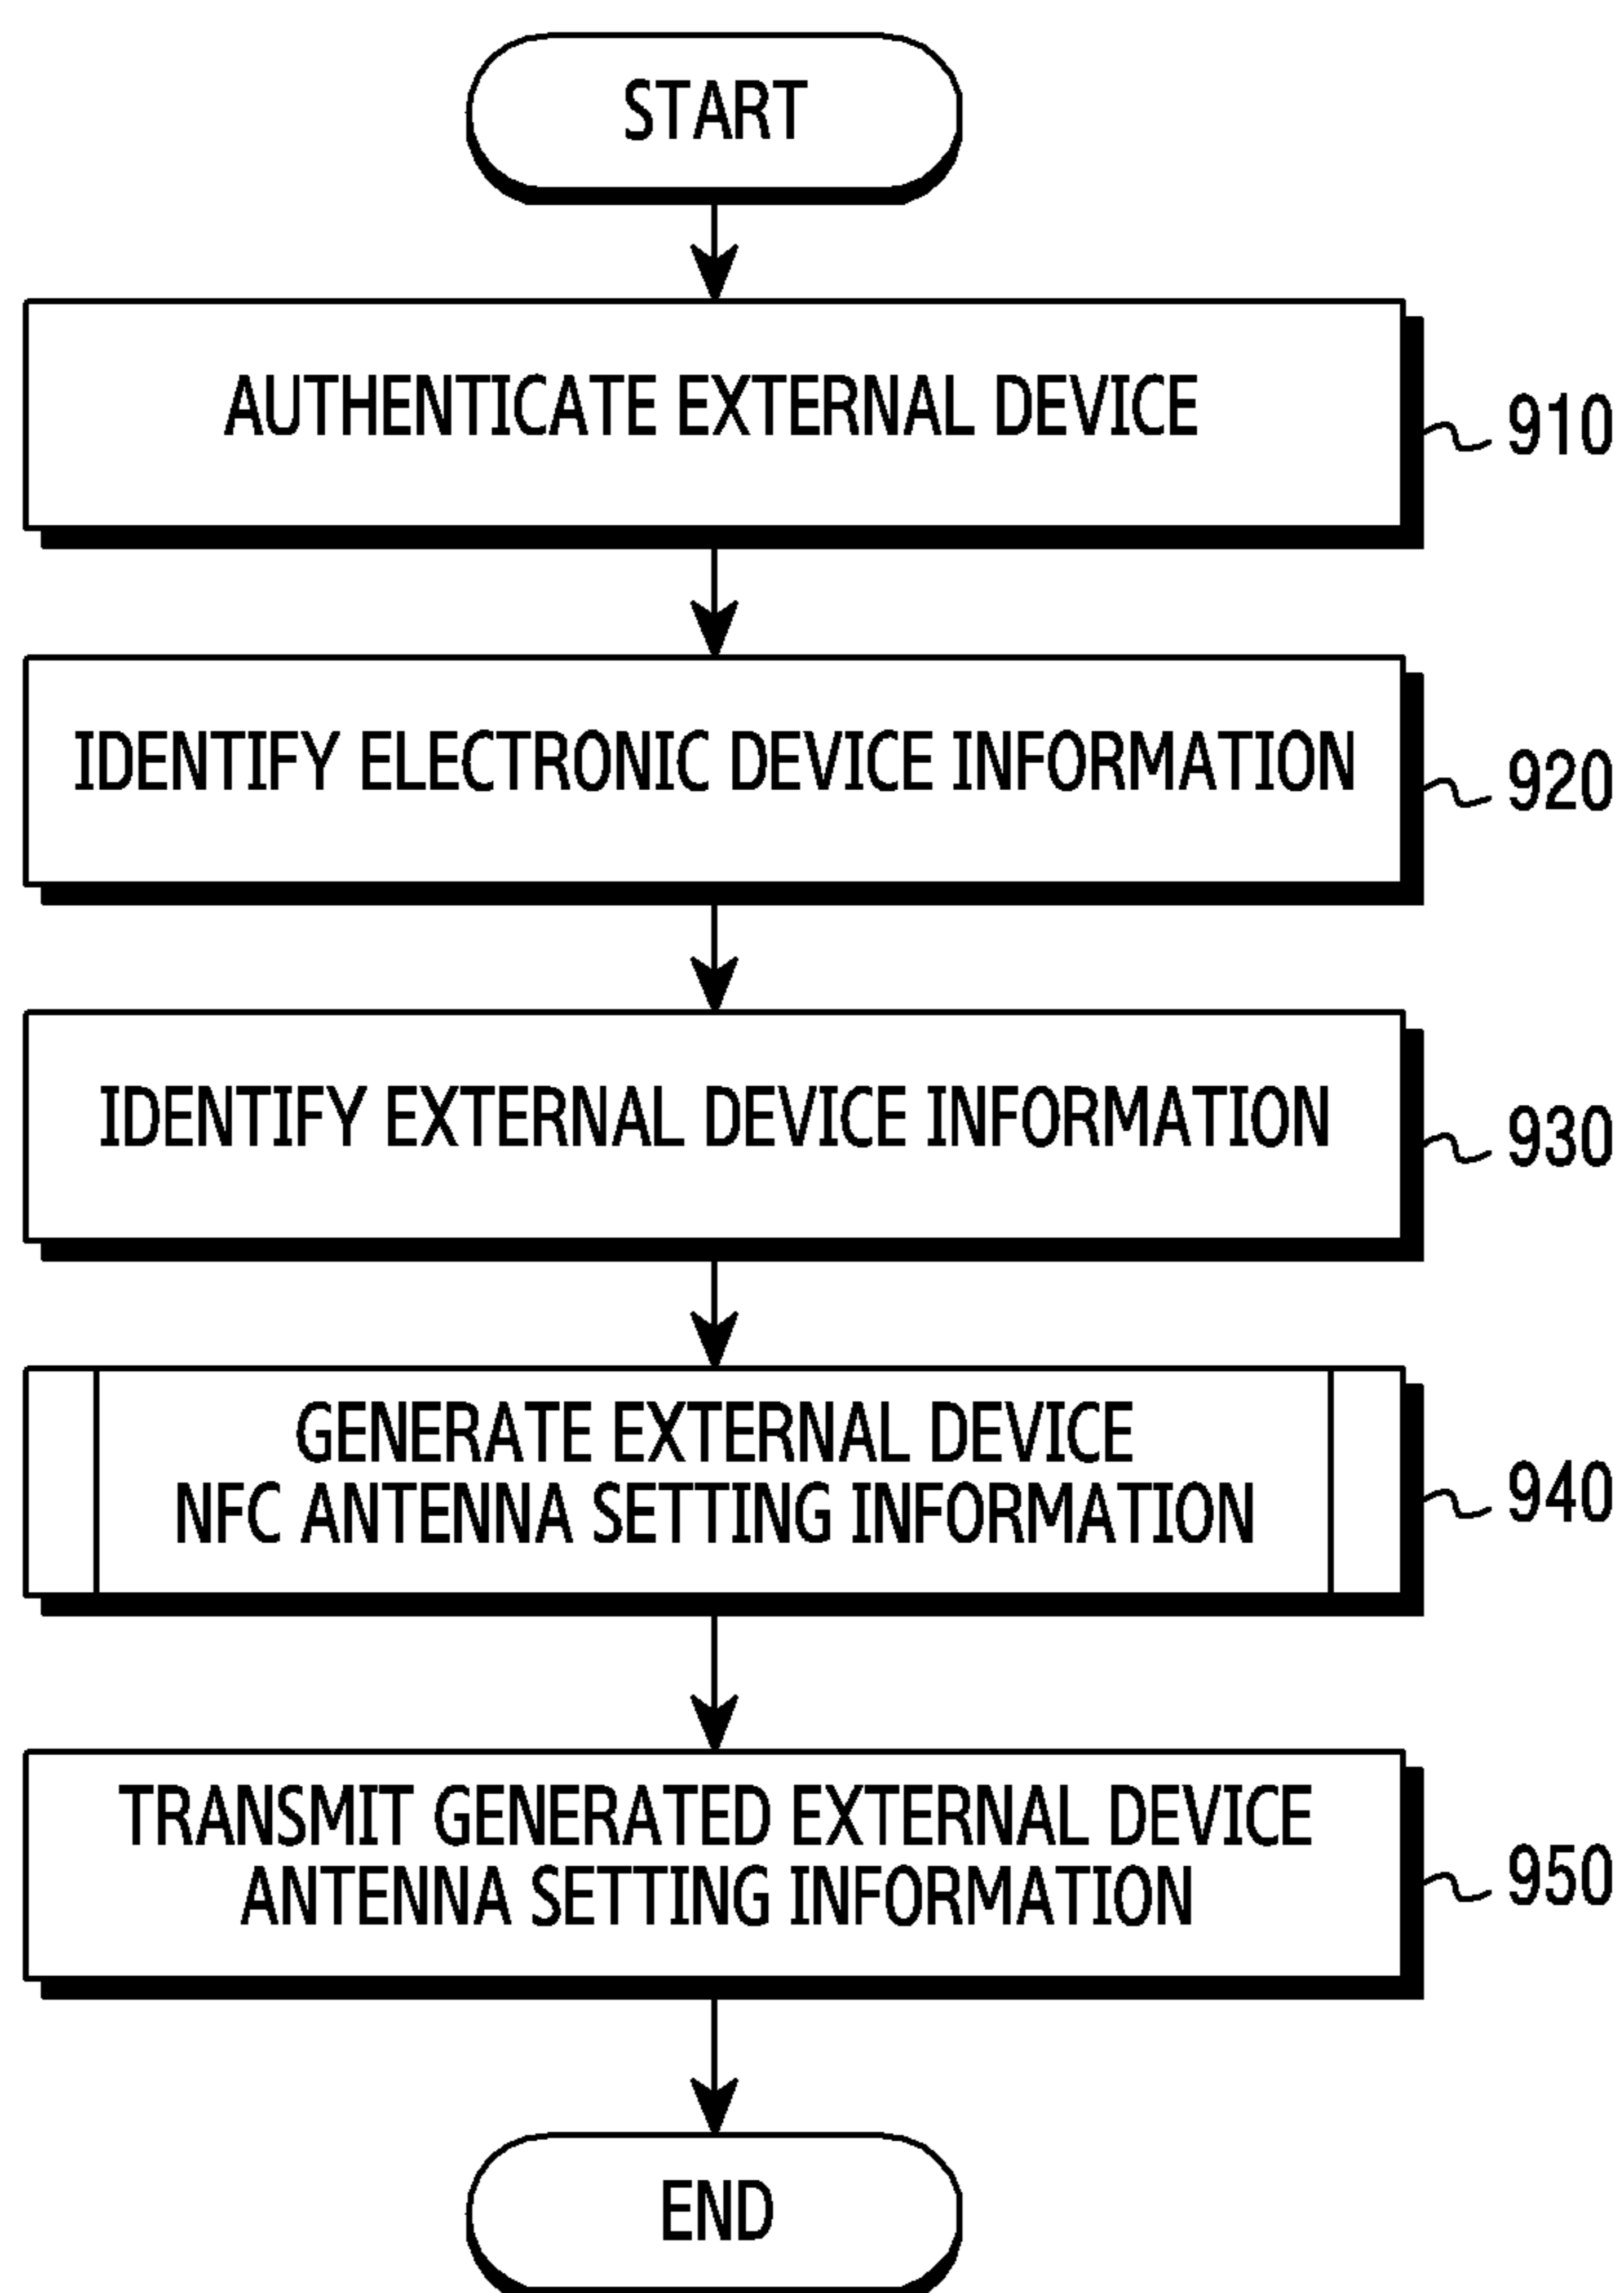 START
AUTHENTICATE EXTERNAL DEVICE
910
IDENTIFY ELECTRONIC DEVICE INFORMATION
920
IDENTIFY EXTERNAL DEVICE INFORMATION
930
GENERATE EXTERNAL DEVICE
NFC ANTENNA SETTING INFORMATION
940
TRANSMIT GENERATED EXTERNAL DEVICE
ANTENNA SETTING INFORMATION
950
END